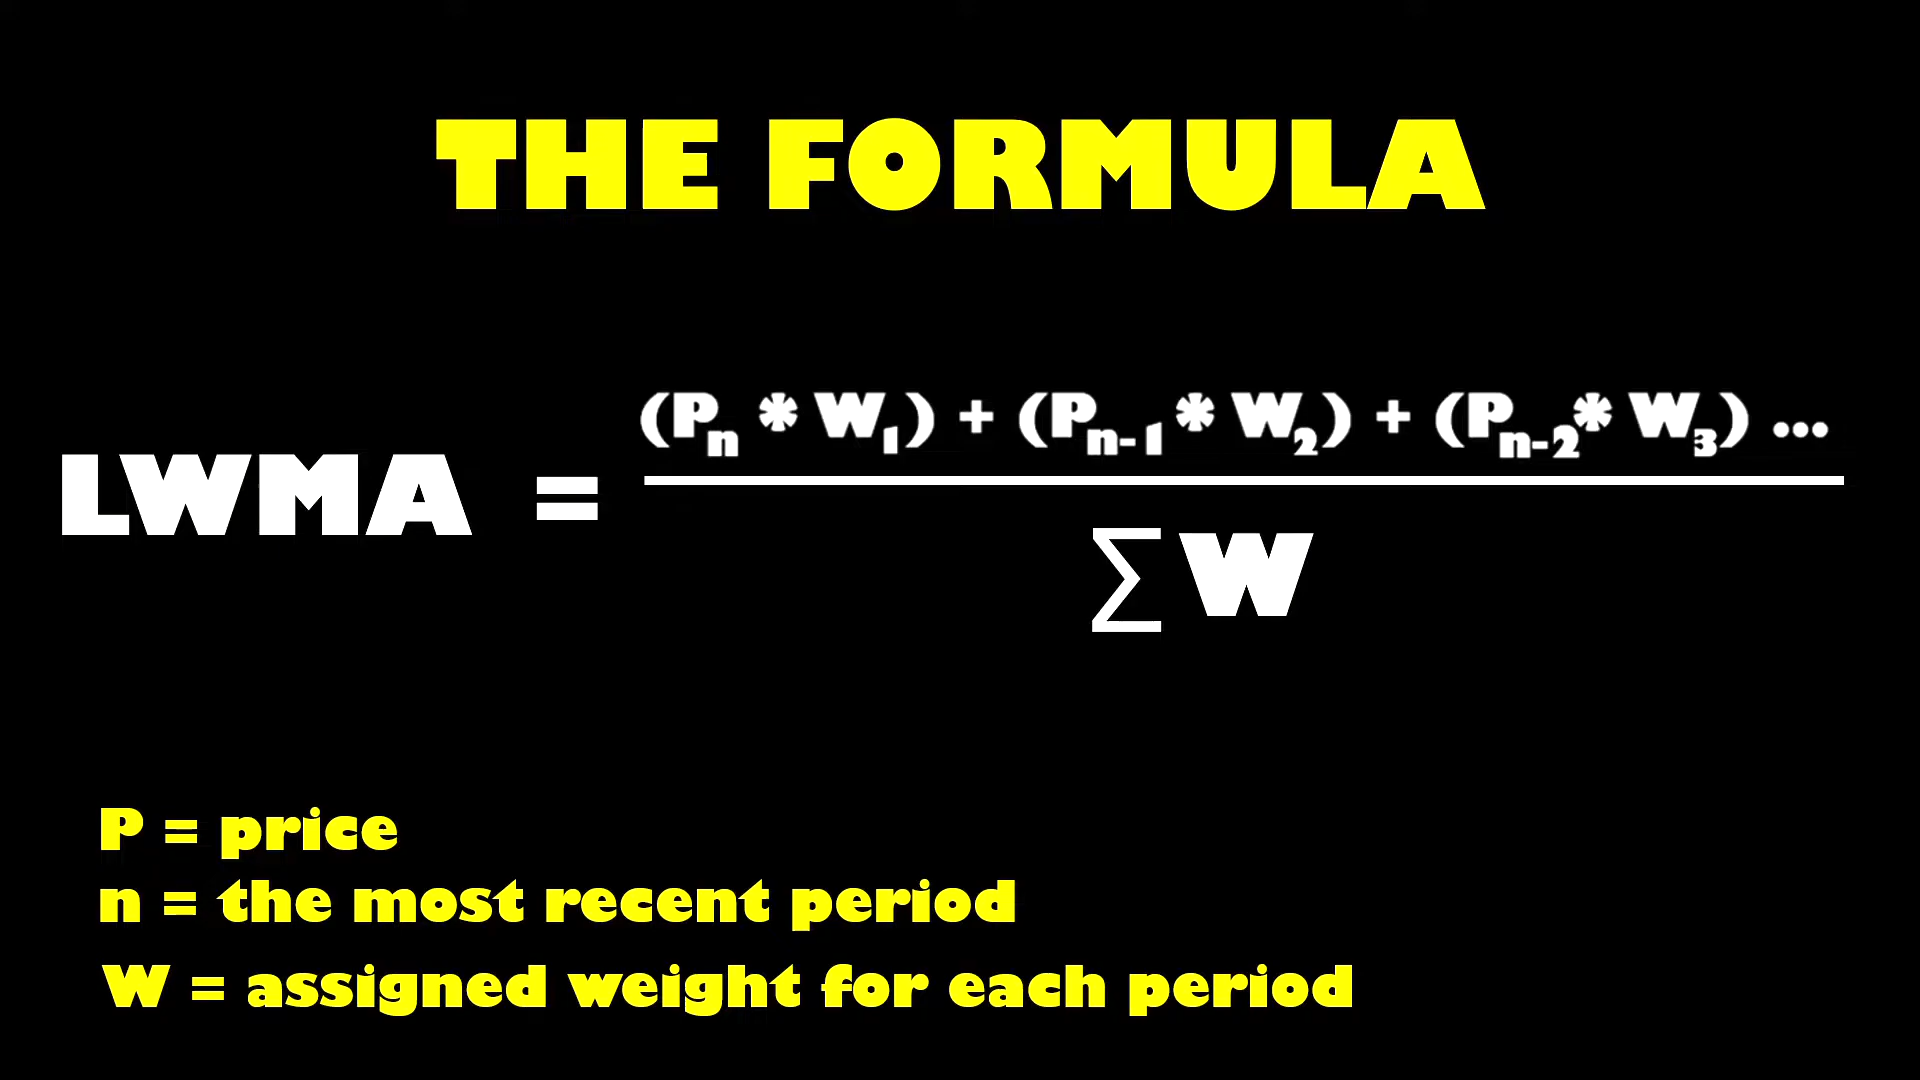 THE FORMULA
LWMA = (Pn * W1) + (Pn-1 * W2) + (Pn-2 * W3) ...
∑W
P = price
n = the most recent period
W = assigned weight for each period